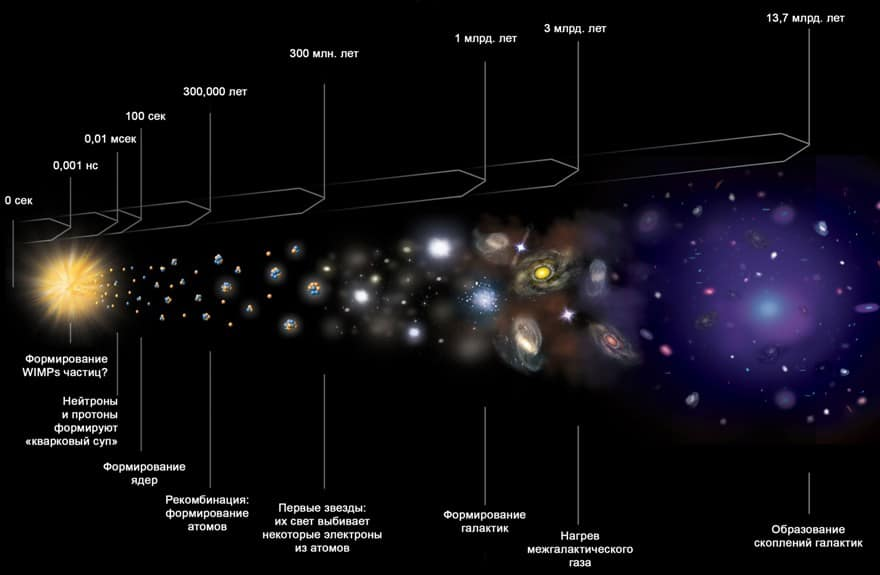 13,7 млрд. лет
3 млрд. лет
1 млрд. лет
300 млн. лет
300,000 лет
100 сек
0,01 мсек
0,001 нс
0 сек
Формирование
WIMPs частиц?
Нейтроны
и протоны
формируют
«кварковый суп»
Формирование
ядер
Рекомбинация:
формирование
атомов
Первые звезды:
их свет выбивает
некоторые электроны
из атомов
Формирование
галактик
Нагрев
межгалактического
газа
Образование
скоплений галактик